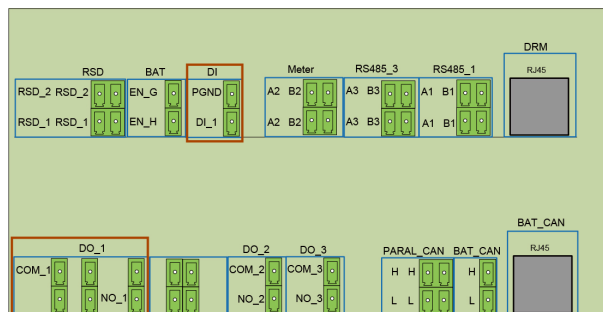 DRM
RSD BAT DI Meter RS485_3 RS485_1
RJ45
RSD_2 RSD_2 EN_G PGND A2 B2 A3 B3 A1 B1
RSD_1 RSD_1 EN_H DI_1 A2 B2 A3 B3 A1 B1
BAT_CAN
DO_1 DO_2 DO_3 PARAL_CAN BAT_CAN
RJ45
COM_1 COM_2 COM_3 H H H
NO_1 NO_2 NO_3 L L L